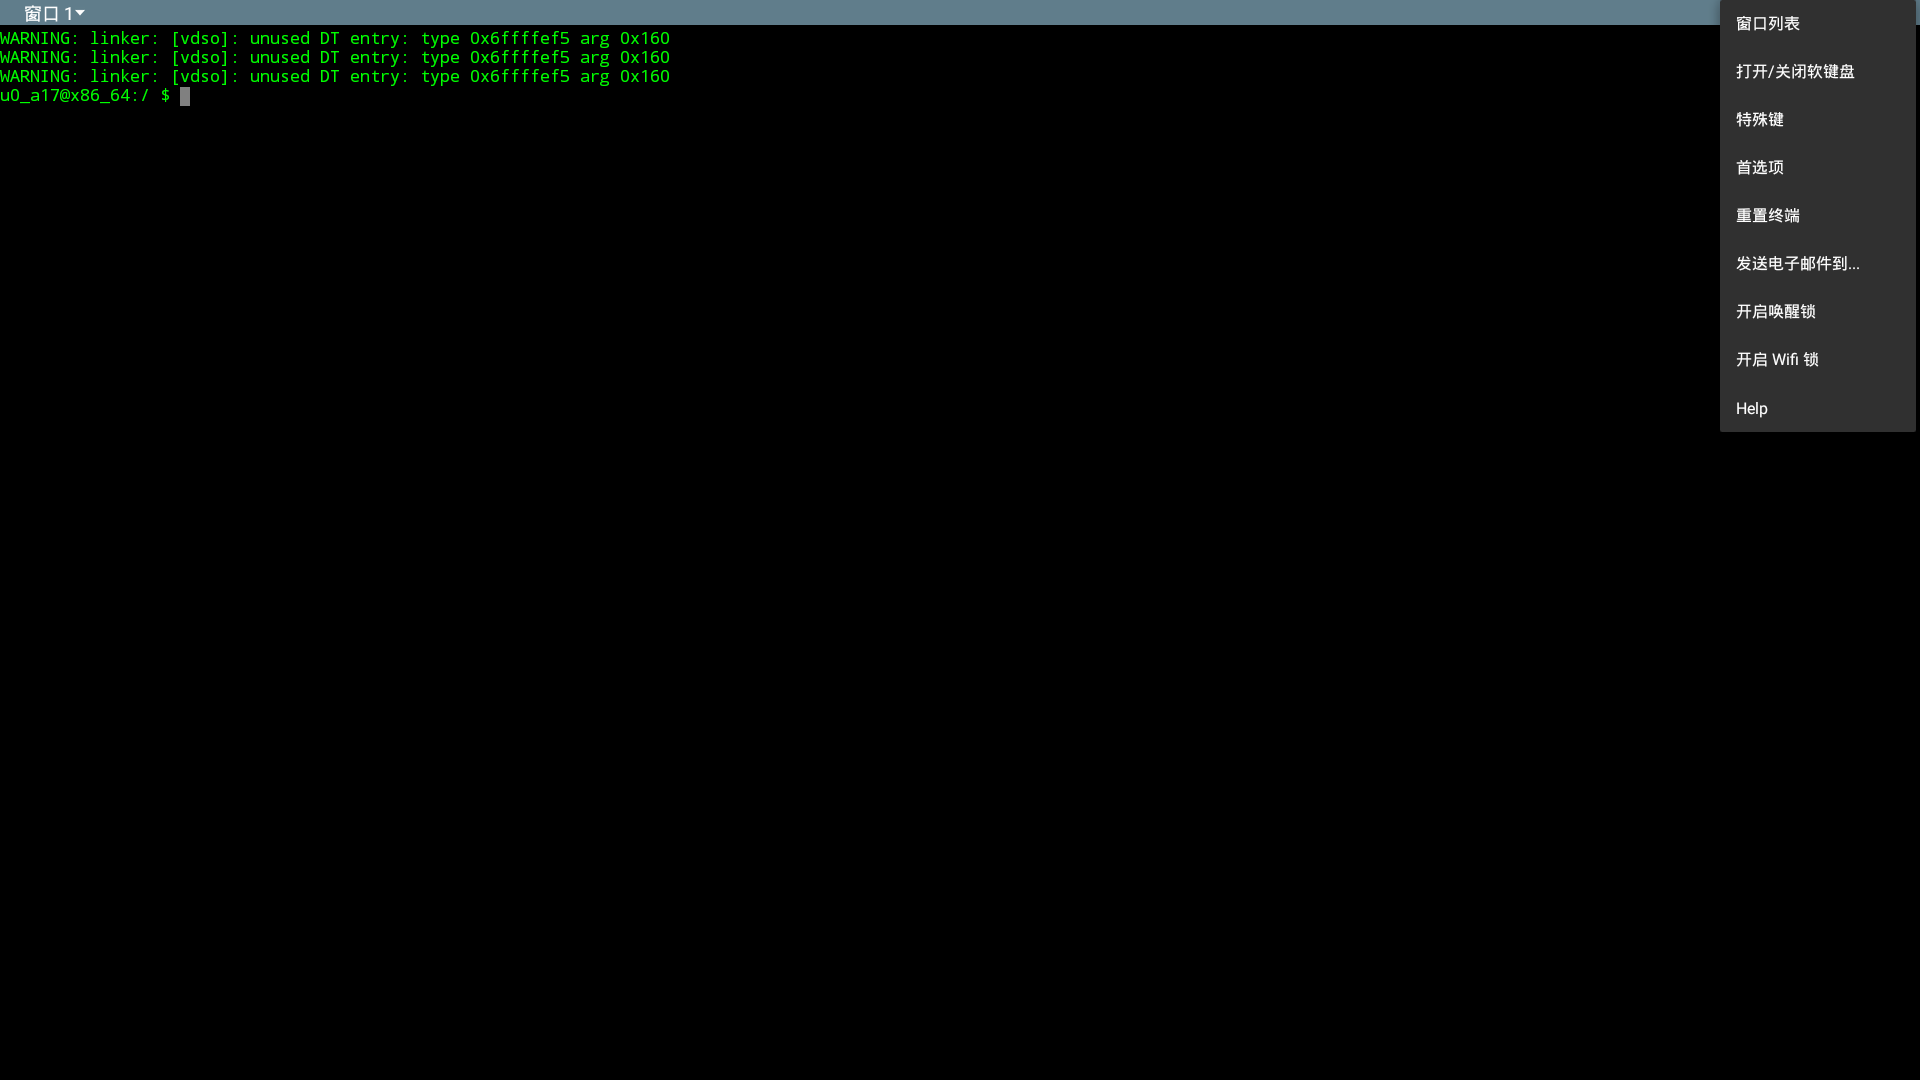 窗口 1
WARNING: linker: [vdso]: unused DT entry: type 0x6ffffef5 arg 0x160
WARNING: linker: [vdso]: unused DT entry: type 0x6ffffef5 arg 0x160
WARNING: linker: [vdso]: unused DT entry: type 0x6ffffef5 arg 0x160
u0_a17@x86_64:/ $
窗口列表
打开/关闭软键盘
特殊键
首选项
重置终端
发送电子邮件到...
开启唤醒锁
开启 Wifi 锁
Help